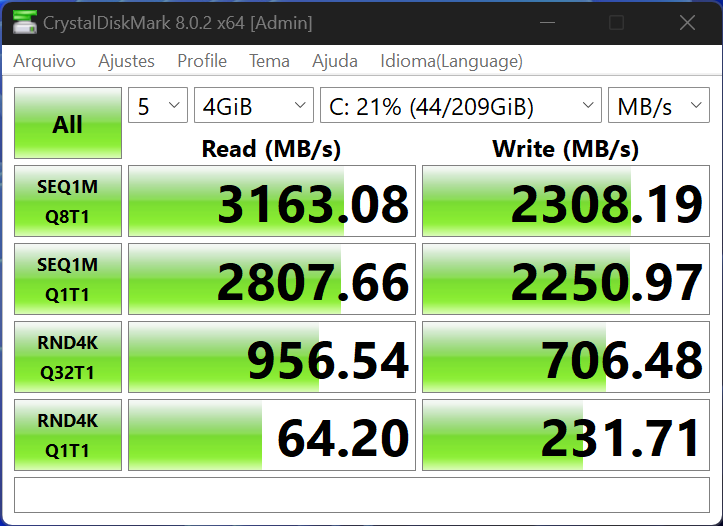 CrystalDiskMark 8.0.2 x64 [Admin]
Arquivo Ajustes Profile Tema Ajuda Idioma(Language)
All 5 4GiB C: 21% (44/209GiB) MB/s
Read (MB/s) Write (MB/s)
SEQ1M
Q8T1 3163.08 2308.19
SEQ1M
Q1T1 2807.66 2250.97
RND4K
Q32T1 956.54 706.48
RND4K
Q1T1 64.20 231.71